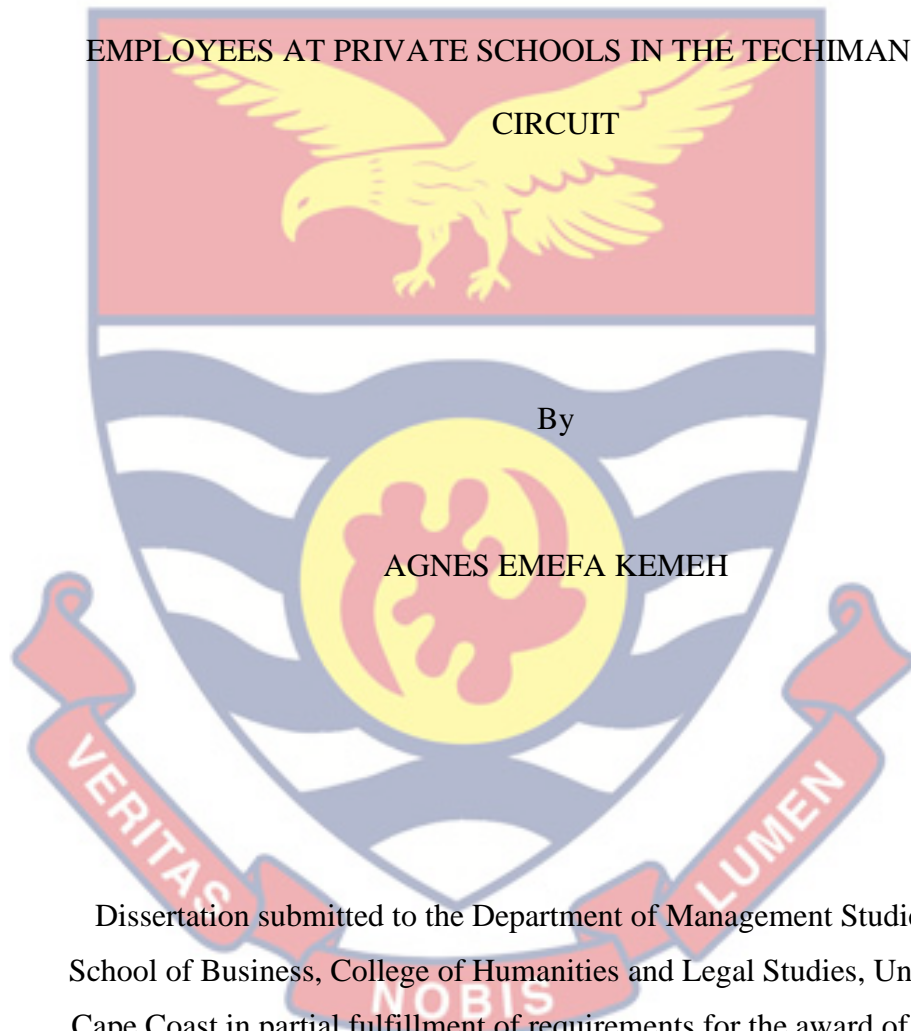 EMPLOYEES AT PRIVATE SCHOOLS IN THE TECHIMAN
CIRCUIT
By
AGNES EMEFA KEMEH
VERITAS
LUMEN
Dissertation submitted to the Department of Management
School of Business, College of Humanities and Legal Studies,
NOBIS
Cape Coast in partial fulfillment of requirements for the award of